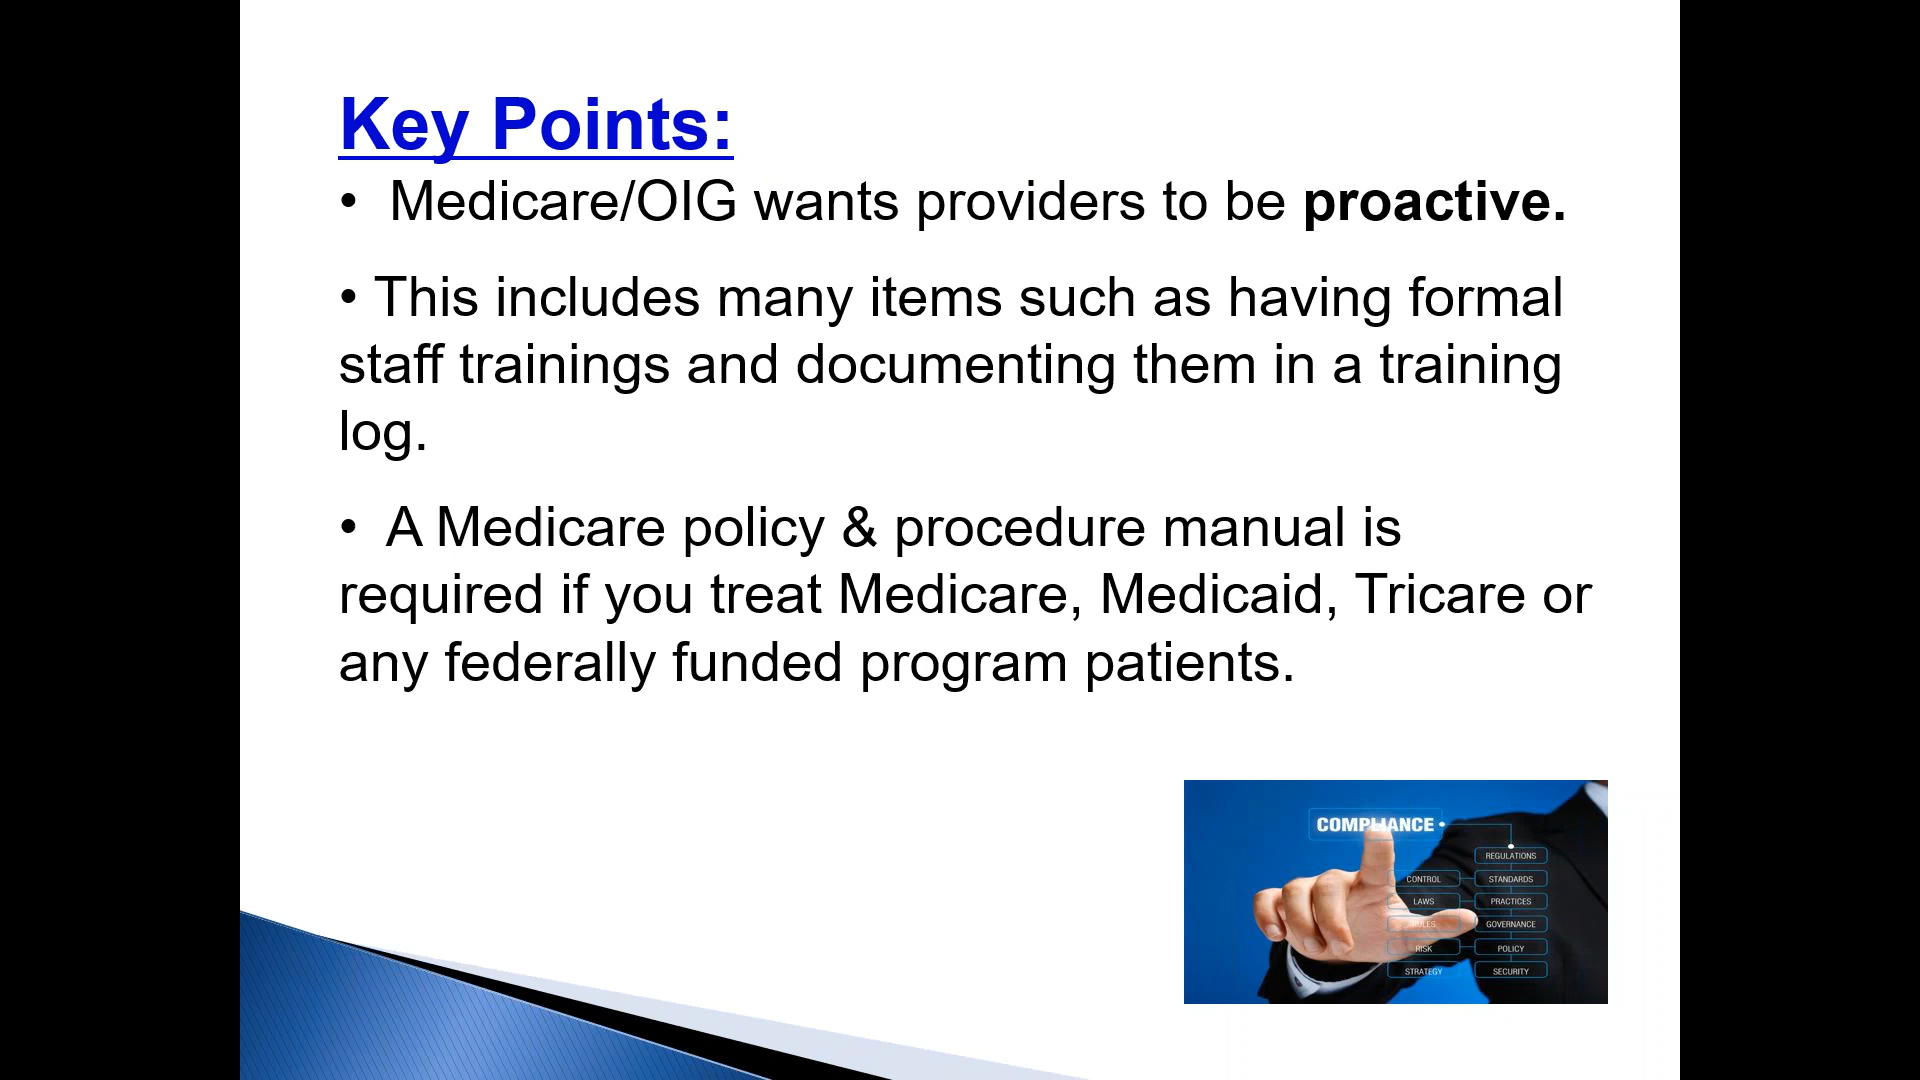 Key Points:
• Medicare/OIG wants providers to be proactive.
• This includes many items such as having formal
staff trainings and documenting them in a training
log.
• A Medicare policy & procedure manual is
required if you treat Medicare, Medicaid, Tricare or
any federally funded program patients.
COMPLIANCE
REGULATIONS
CONTROL STANDARDS
LAWS PRACTICES
RULES GOVERNANCE
RISK POLICY
STRATEGY SECURITY